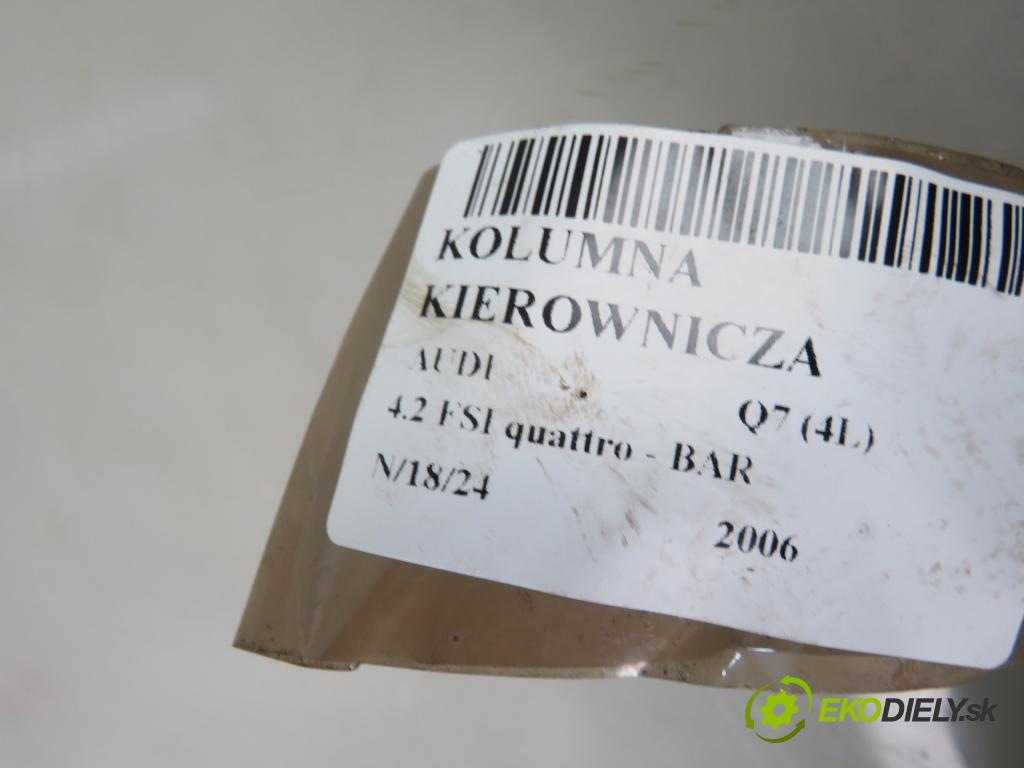 KOLUMNA
KIEROWNICZA
AUDI
Q7 (4L)
4.2 FSI quattro - BAR
N/18/24
2006
EKODIELY.sk